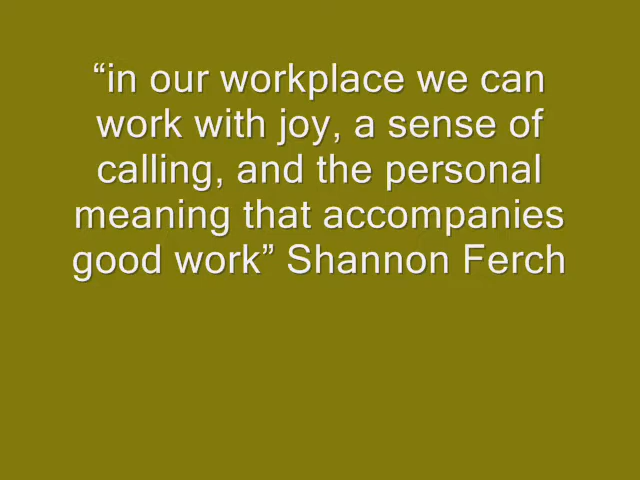 “in our workplace we can
work with joy, a sense of
calling, and the personal
meaning that accompanies
good work” Shannon Ferch